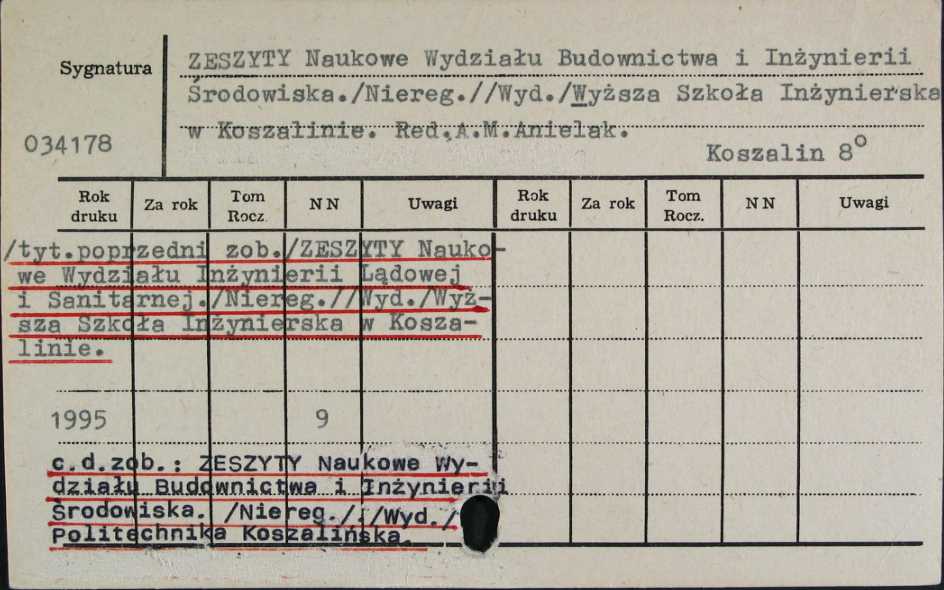 Sygnatura
034178
ZESZYTY Naukowe Wydziału Budownictwa i Inżynierii
Środowiska./Niereg.//Wyd./Wyższa Szkoła Inżynierska
w Koszalinie. Red.A.M.Anielak.
Koszalin 8°
Rok druku Za rok Tom Rocz. N N Uwagi Rok druku Za rok Tom Rocz. N N Uwagi
/tyt.poprzedni zob./ZESZYTY Nauko-
we Wydziału Inżynierii Lądowej
i Sanitarnej./Niereg.//Wyd./Wyż-
sza Szkoła Inżynierska w Kosza-
linie.
1995 9
c.d.zob.: ZESZYTY Naukowe Wy-
działu Budownictwa i Inżynierii
Środowiska. /Niereg././Wyd./
Politechnika Koszalińska.